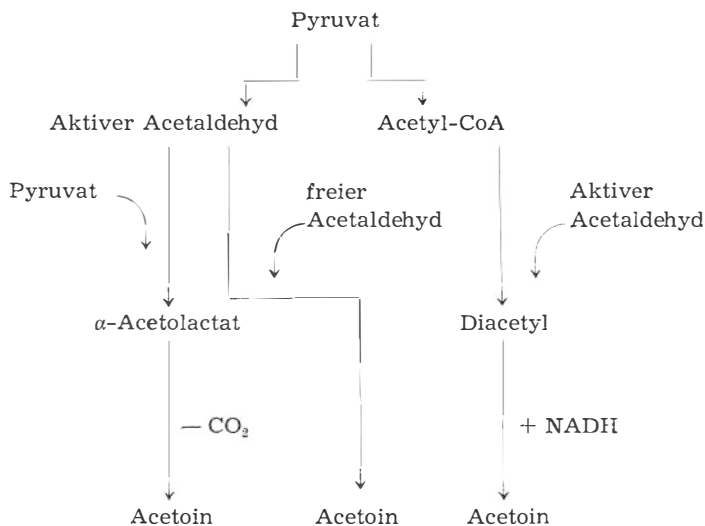 Pyruvat
Aktiver Acetaldehyd
Acetyl-CoA
Pyruvat
freier
Acetaldehyd
Aktiver
Acetaldehyd
α-Acetolactat
Diacetyl
— CO₂
+ NADH
Acetoin
Acetoin
Acetoin